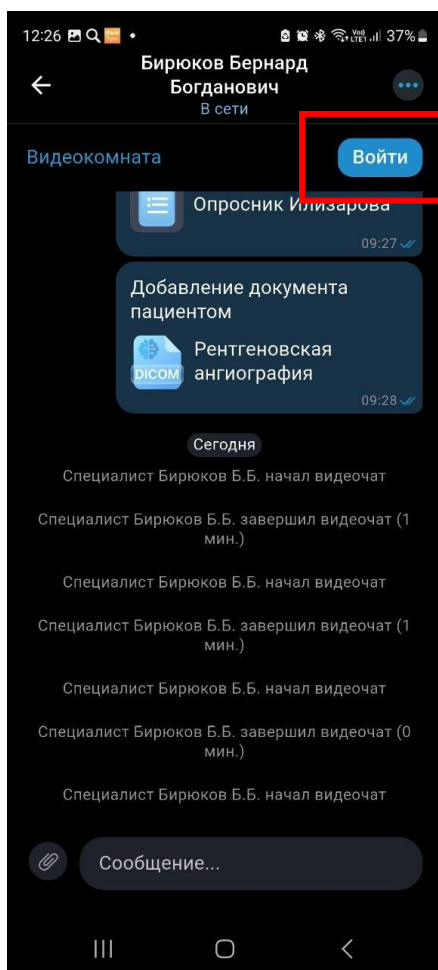 12:26
37%
Бирюков Бернард
Богданович
В сети
Видеокомната
Войти
Опросник Илизарова
09:27
Добавление документа
пациентом
DICOM
Рентгеновская
ангиография
09:28
Сегодня
Специалист Бирюков Б.Б. начал видеочат
Специалист Бирюков Б.Б. завершил видеочат (1
мин.)
Специалист Бирюков Б.Б. начал видеочат
Специалист Бирюков Б.Б. завершил видеочат (1
мин.)
Специалист Бирюков Б.Б. начал видеочат
Специалист Бирюков Б.Б. завершил видеочат (0
мин.)
Специалист Бирюков Б.Б. начал видеочат
Сообщение...